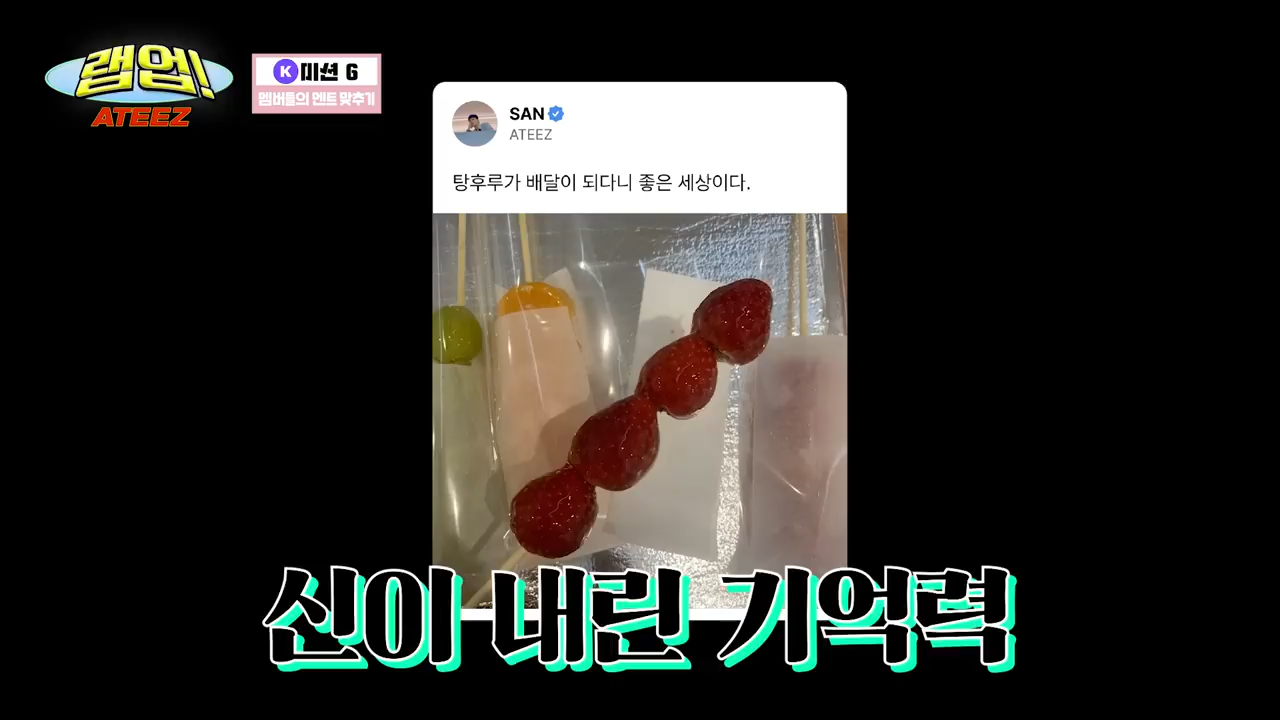 랩업!
ATEEZ
K 미션 6
멤버들의 멘트 맞추기
SAN
ATEEZ
탕후루가 배달이 되다니 좋은 세상이다.
신이 내린 기억력